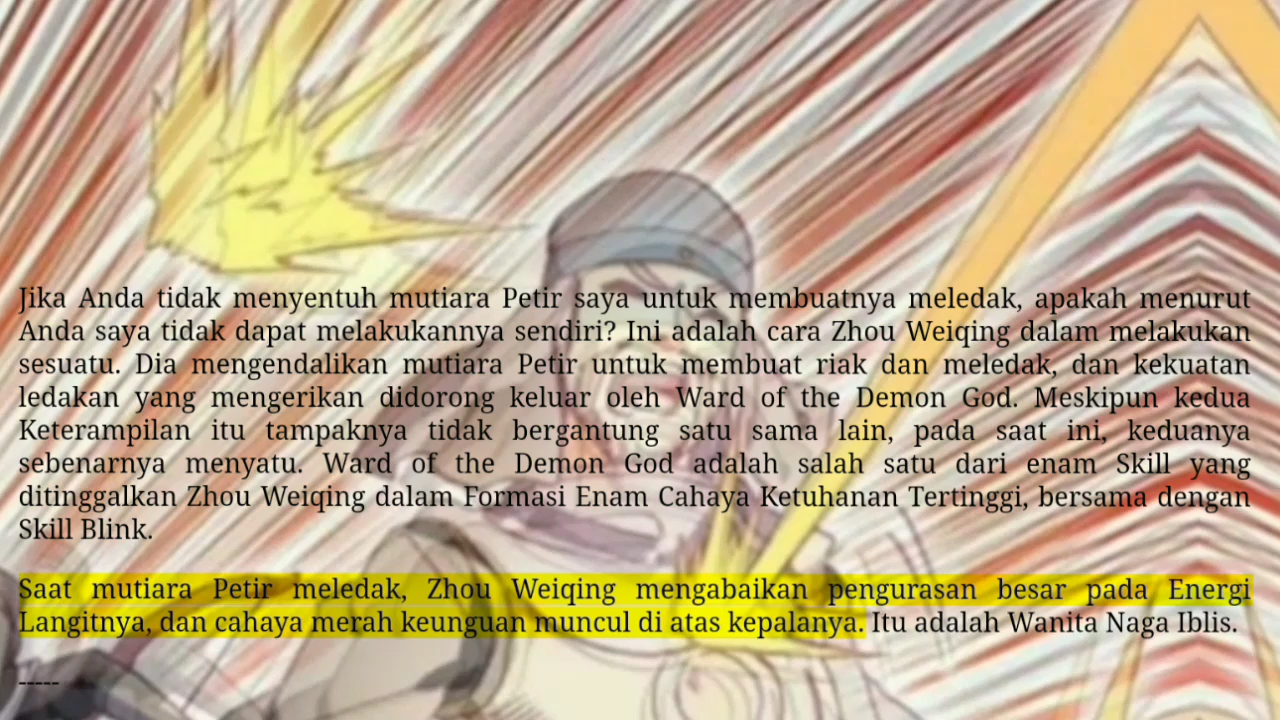 Jika Anda tidak menyentuh mutiara Petir saya untuk membuatnya meledak, apakah menurut
Anda saya tidak dapat melakukannya sendiri? Ini adalah cara Zhou Weiqing dalam melakukan
sesuatu. Dia mengendalikan mutiara Petir untuk membuat riak dan meledak, dan kekuatan
ledakan yang mengerikan didorong keluar oleh Ward of the Demon God. Meskipun kedua
Keterampilan itu tampaknya tidak bergantung satu sama lain, pada saat ini, keduanya
sebenarnya menyatu. Ward of the Demon God adalah salah satu dari enam Skill yang
ditinggalkan Zhou Weiqing dalam Formasi Enam Cahaya Ketuhanan Tertinggi, bersama dengan
Skill Blink.
Saat mutiara Petir meledak, Zhou Weiqing mengabaikan pengurasan besar pada Energi
Langitnya, dan cahaya merah keunguan muncul di atas kepalanya. Itu adalah Wanita Naga Iblis.
-----